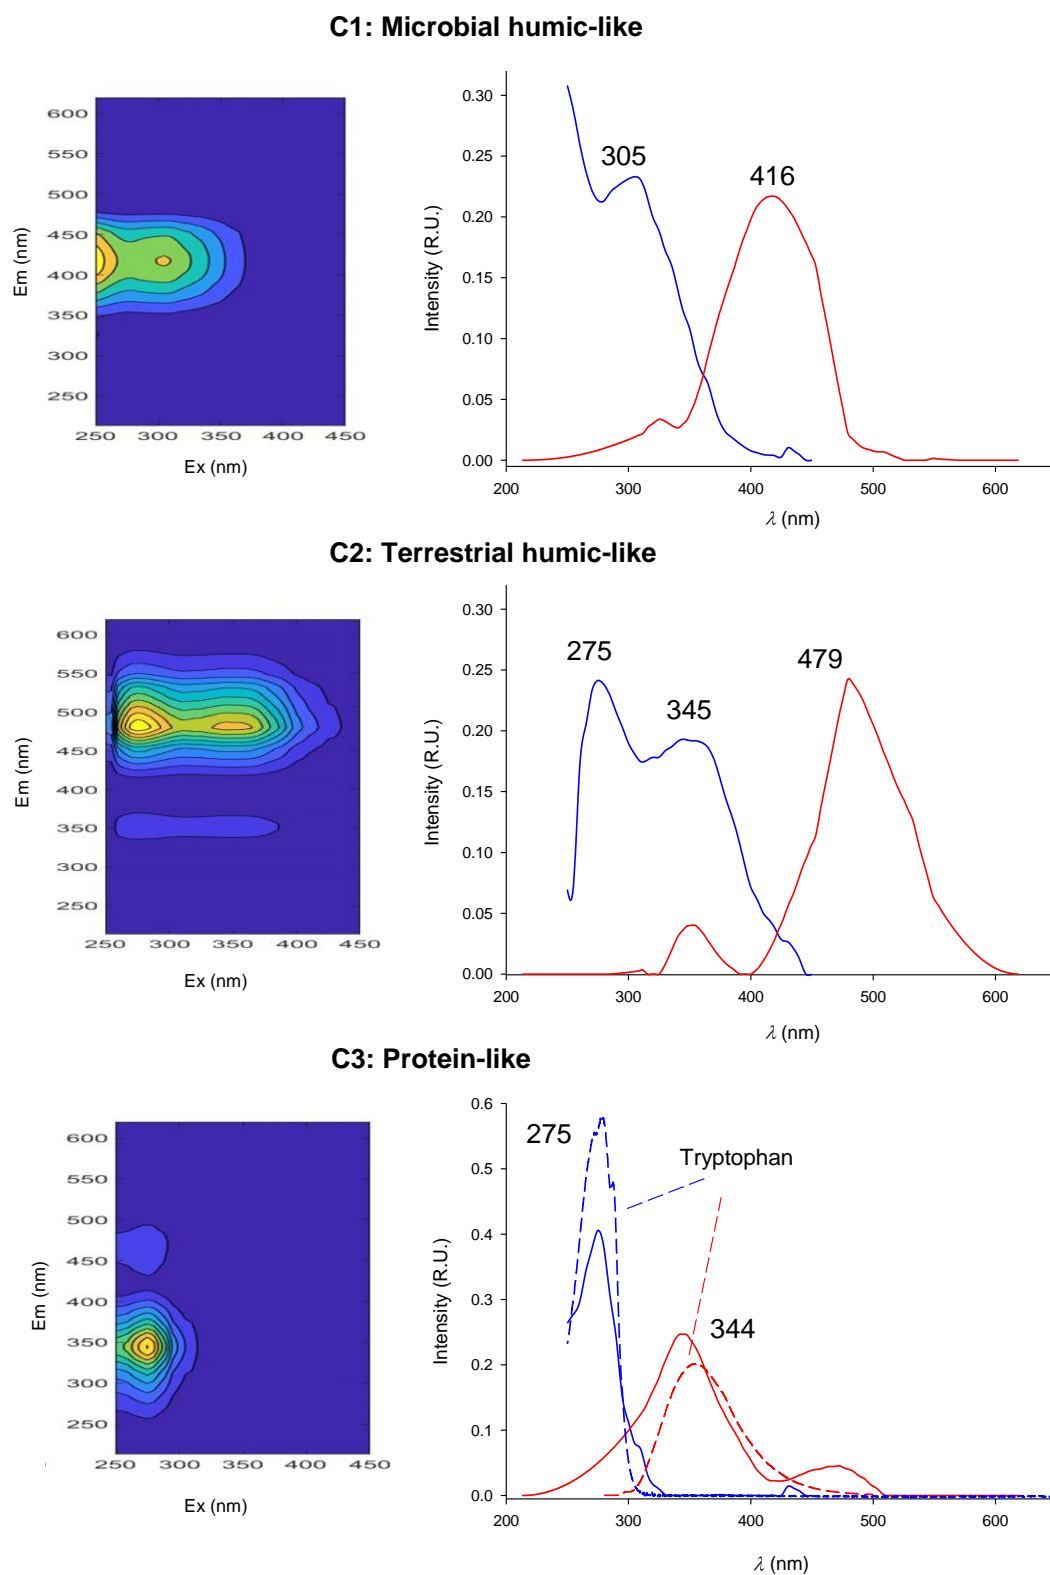 C1: Microbial humic-like
600
550
500
450
400
350
300
250
250 300 400 450
Em (nm)
Ex (nm)
0.30
0.25
0.20
0.15
0.10
0.05
0.00
200 300 400 500 600
Intensity (R.U.)
λ (nm)
305
416
C2: Terrestrial humic-like
600
550
500
450
400
350
300
250
250 300 350 400 450
Em (nm)
Ex (nm)
0.30
0.25
0.20
0.15
0.10
0.05
0.00
200 300 400 500 600
Intensity (R.U.)
λ (nm)
275
345
479
C3: Protein-like
600
550
500
450
400
350
300
250
250 300 350 400 450
Em (nm)
Ex (nm)
0.6
0.5
0.4
0.3
0.2
0.1
0.0
200 300 400 500 600
Intensity (R.U.)
λ (nm)
275
Tryptophan
344